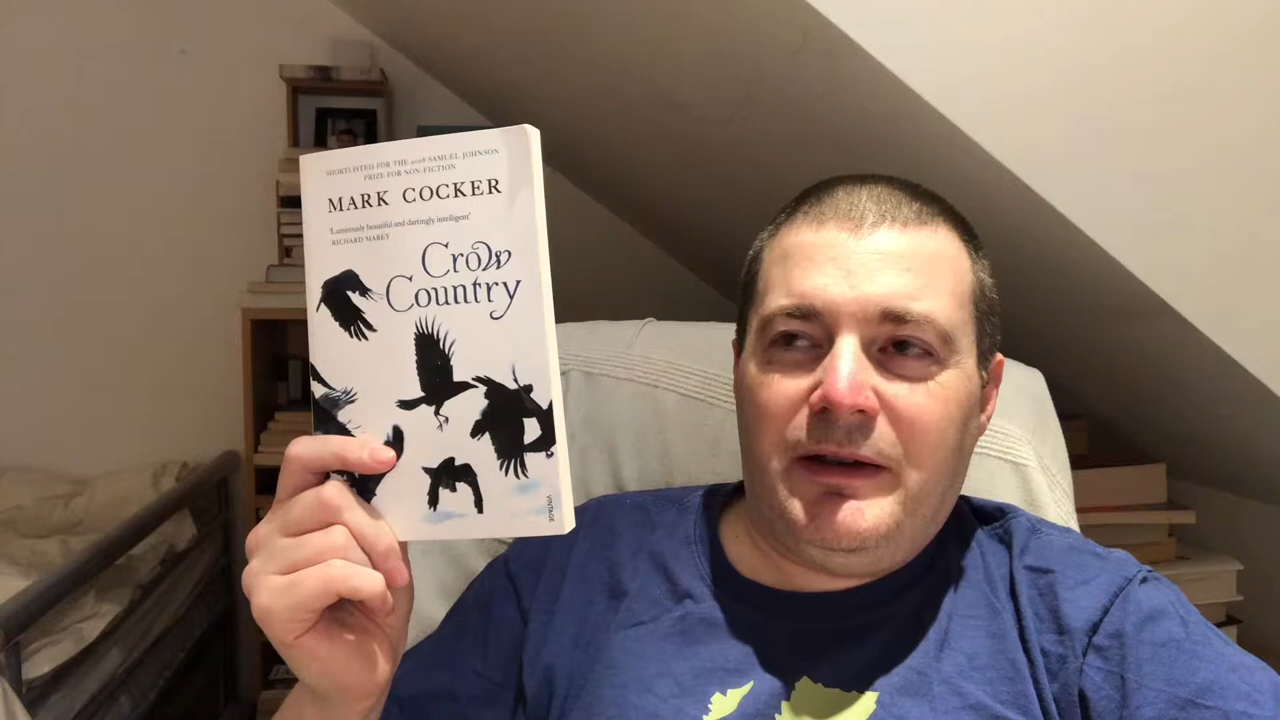 SHORTLISTED FOR THE 2008 SAMUEL JOHNSON
PRIZE FOR NON-FICTION
MARK COCKER
'Luminously beautiful and dartingly intelligent'
RICHARD MABEY
Crow
Country
VINTAGE